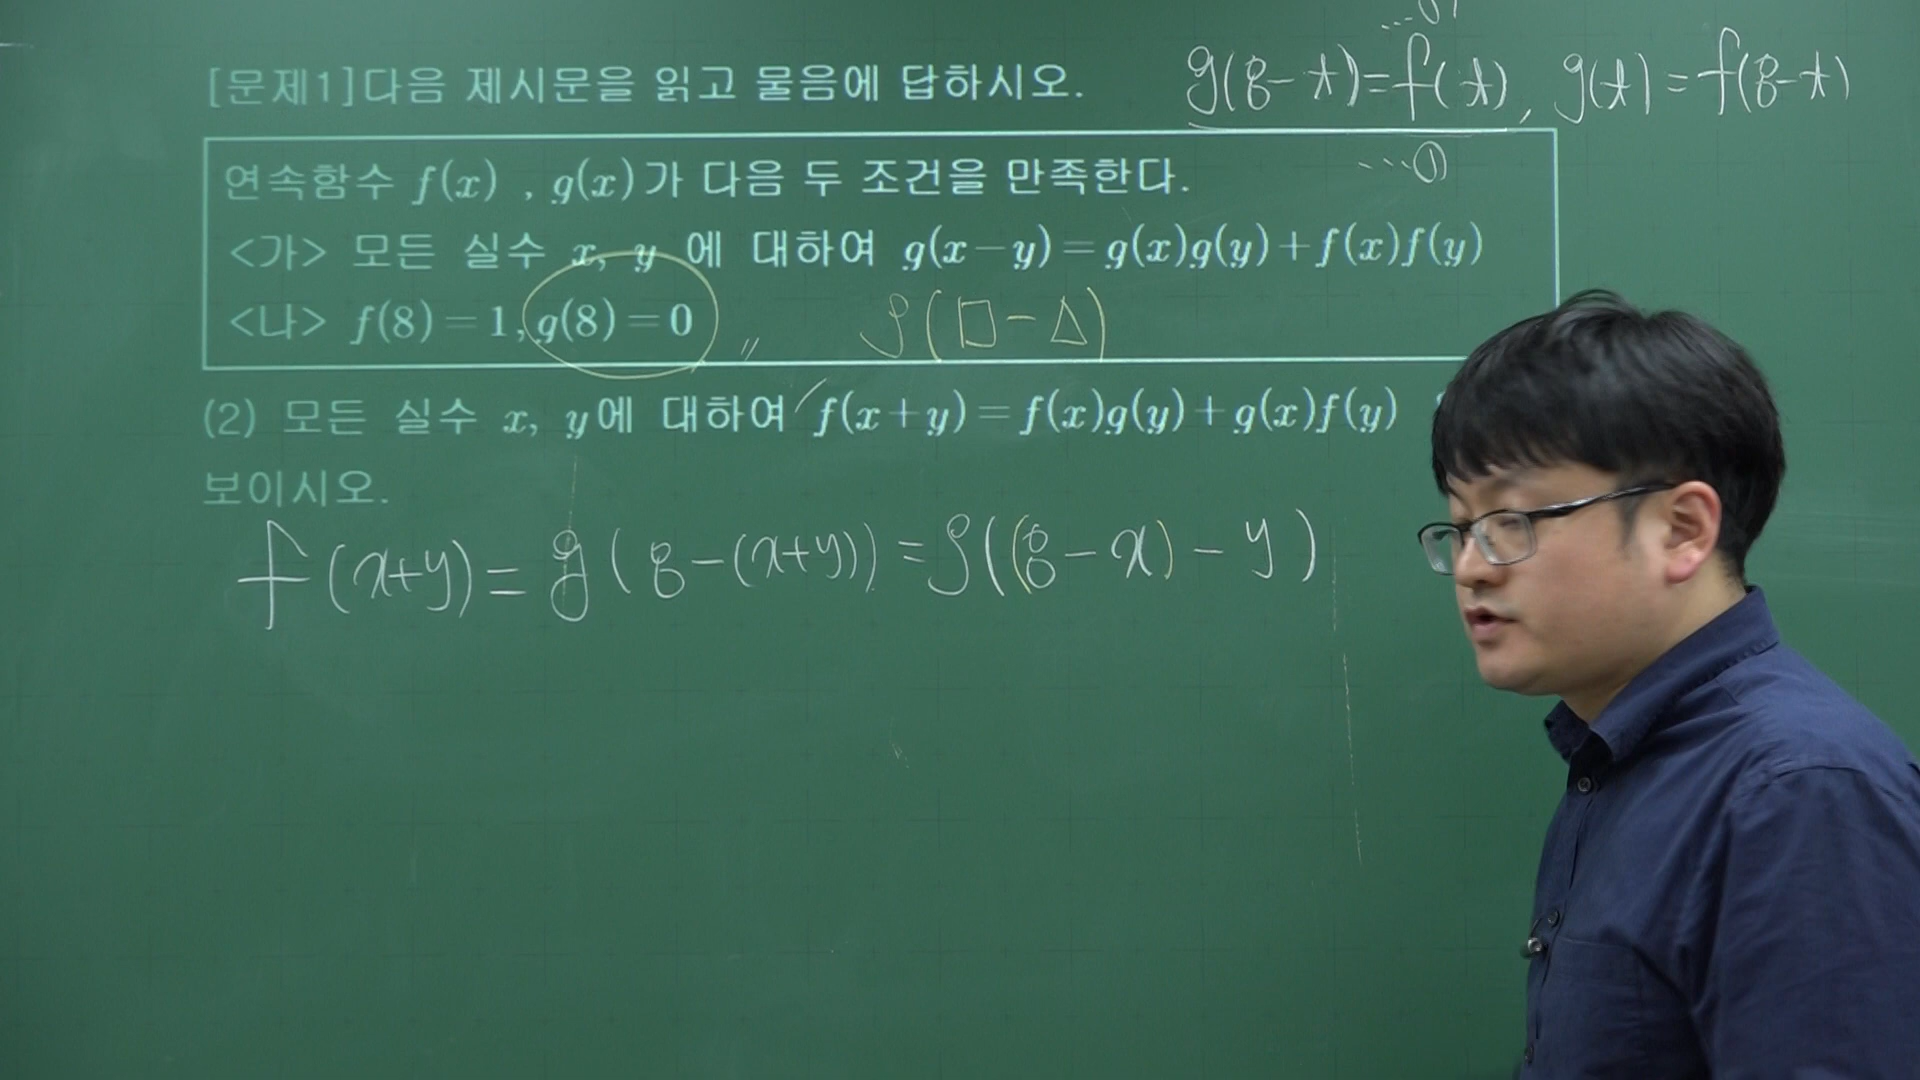 [문제1]다음 제시문을 읽고 물음에 답하시오.
g(8-t)=f(t), g(t)=f(8-t)
…①
연속함수 f(x) , g(x)가 다음 두 조건을 만족한다.
<가> 모든 실수 x, y 에 대하여 g(x-y)=g(x)g(y)+f(x)f(y)
<나> f(8)=1, g(8)=0 〃 g(□-△)
(2) 모든 실수 x, y에 대하여 f(x+y)=f(x)g(y)+g(x)f(y)
보이시오.
f(x+y)=g(8-(x+y))=g((8-x)-y)